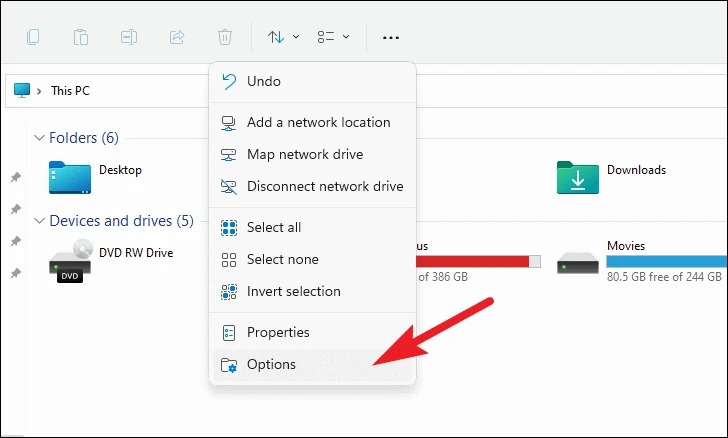 Undo
This PC
Add a network location
Folders (6)
Map network drive
Desktop
Downloads
Disconnect network drive
Devices and drives (5)
Select all
DVD RW Drive
DVD
us
Movies
Select none
of 386 GB
80.5 GB free of 244 GB
Invert selection
Properties
Options